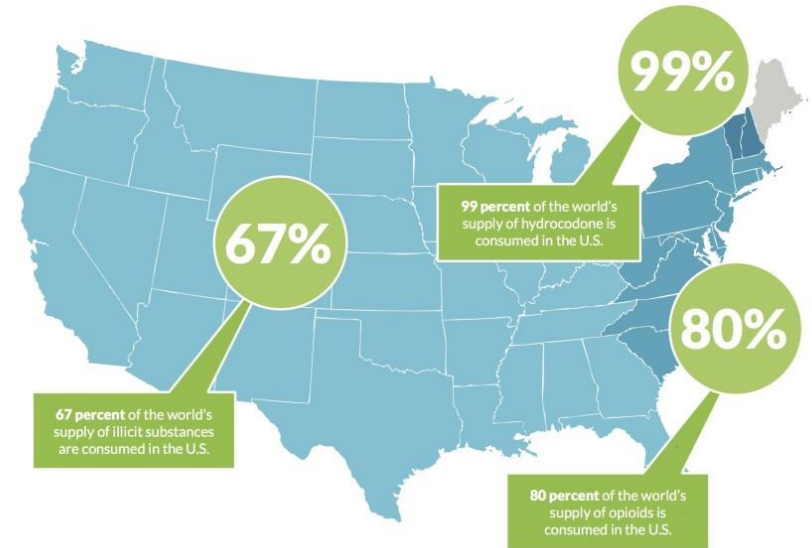 99%
99 percent of the world's
supply of hydrocodone is
consumed in the U.S.
67%
67 percent of the world's
supply of illicit substances
are consumed in the U.S.
80%
80 percent of the world's
supply of opioids is
consumed in the U.S.